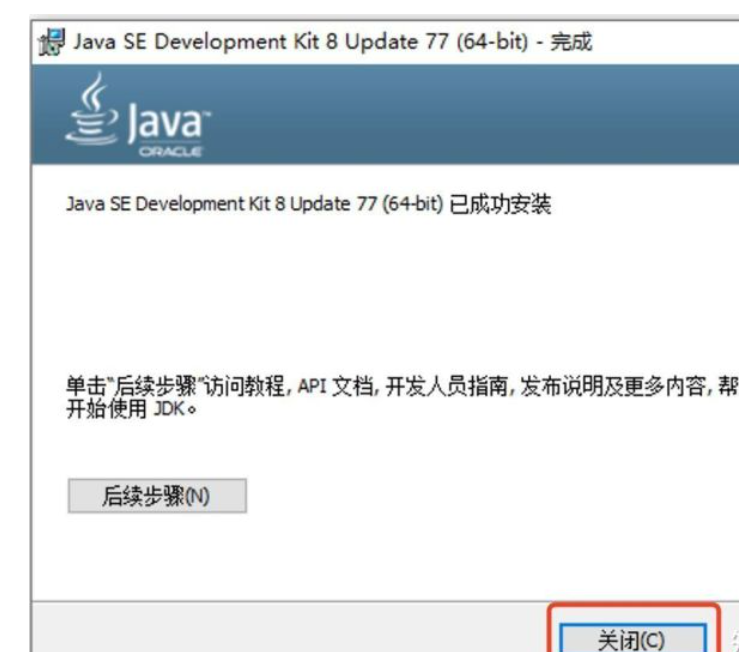 Java SE Development Kit 8 Update 77 (64-bit) - 完成
Java™
ORACLE
Java SE Development Kit 8 Update 77 (64-bit) 已成功安装
单击"后续步骤"访问教程, API 文档, 开发人员指南, 发布说明及更多内容, 帮
开始使用 JDK。
后续步骤(N)
关闭(C)